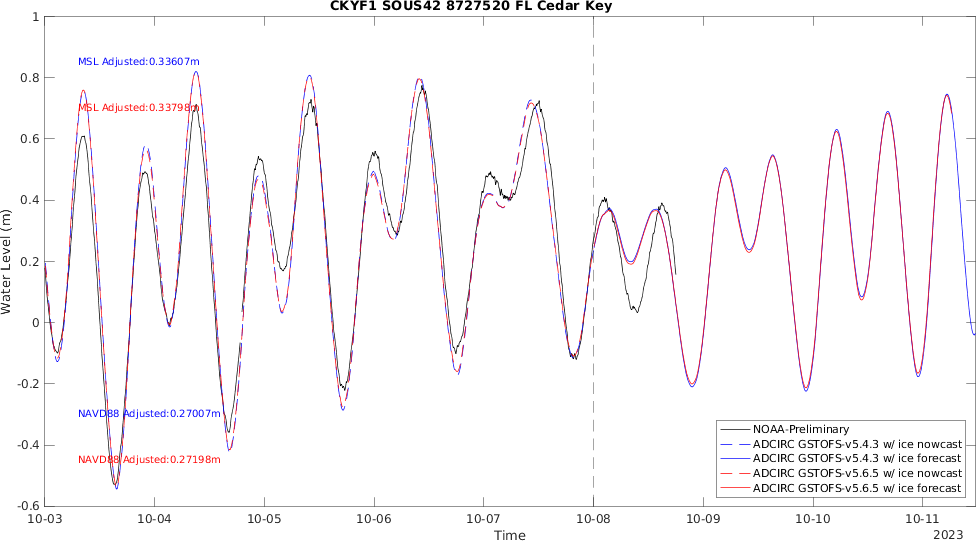 CKYF1 SOUS42 8727520 FL Cedar Key
1
0.8
0.6
0.4
0.2
0
-0.2
-0.4
-0.6
Water Level (m)
MSL Adjusted:0.33607m
MSL Adjusted:0.33798m
NAVD88 Adjusted:0.27007m
NAVD88 Adjusted:0.27198m
NOAA-Preliminary
ADCIRC GSTOFS-v5.4.3 w/ ice nowcast
ADCIRC GSTOFS-v5.4.3 w/ ice forecast
ADCIRC GSTOFS-v5.6.5 w/ ice nowcast
ADCIRC GSTOFS-v5.6.5 w/ ice forecast
10-03 10-04 10-05 10-06 10-07 10-08 10-09 10-10 10-11
Time
2023